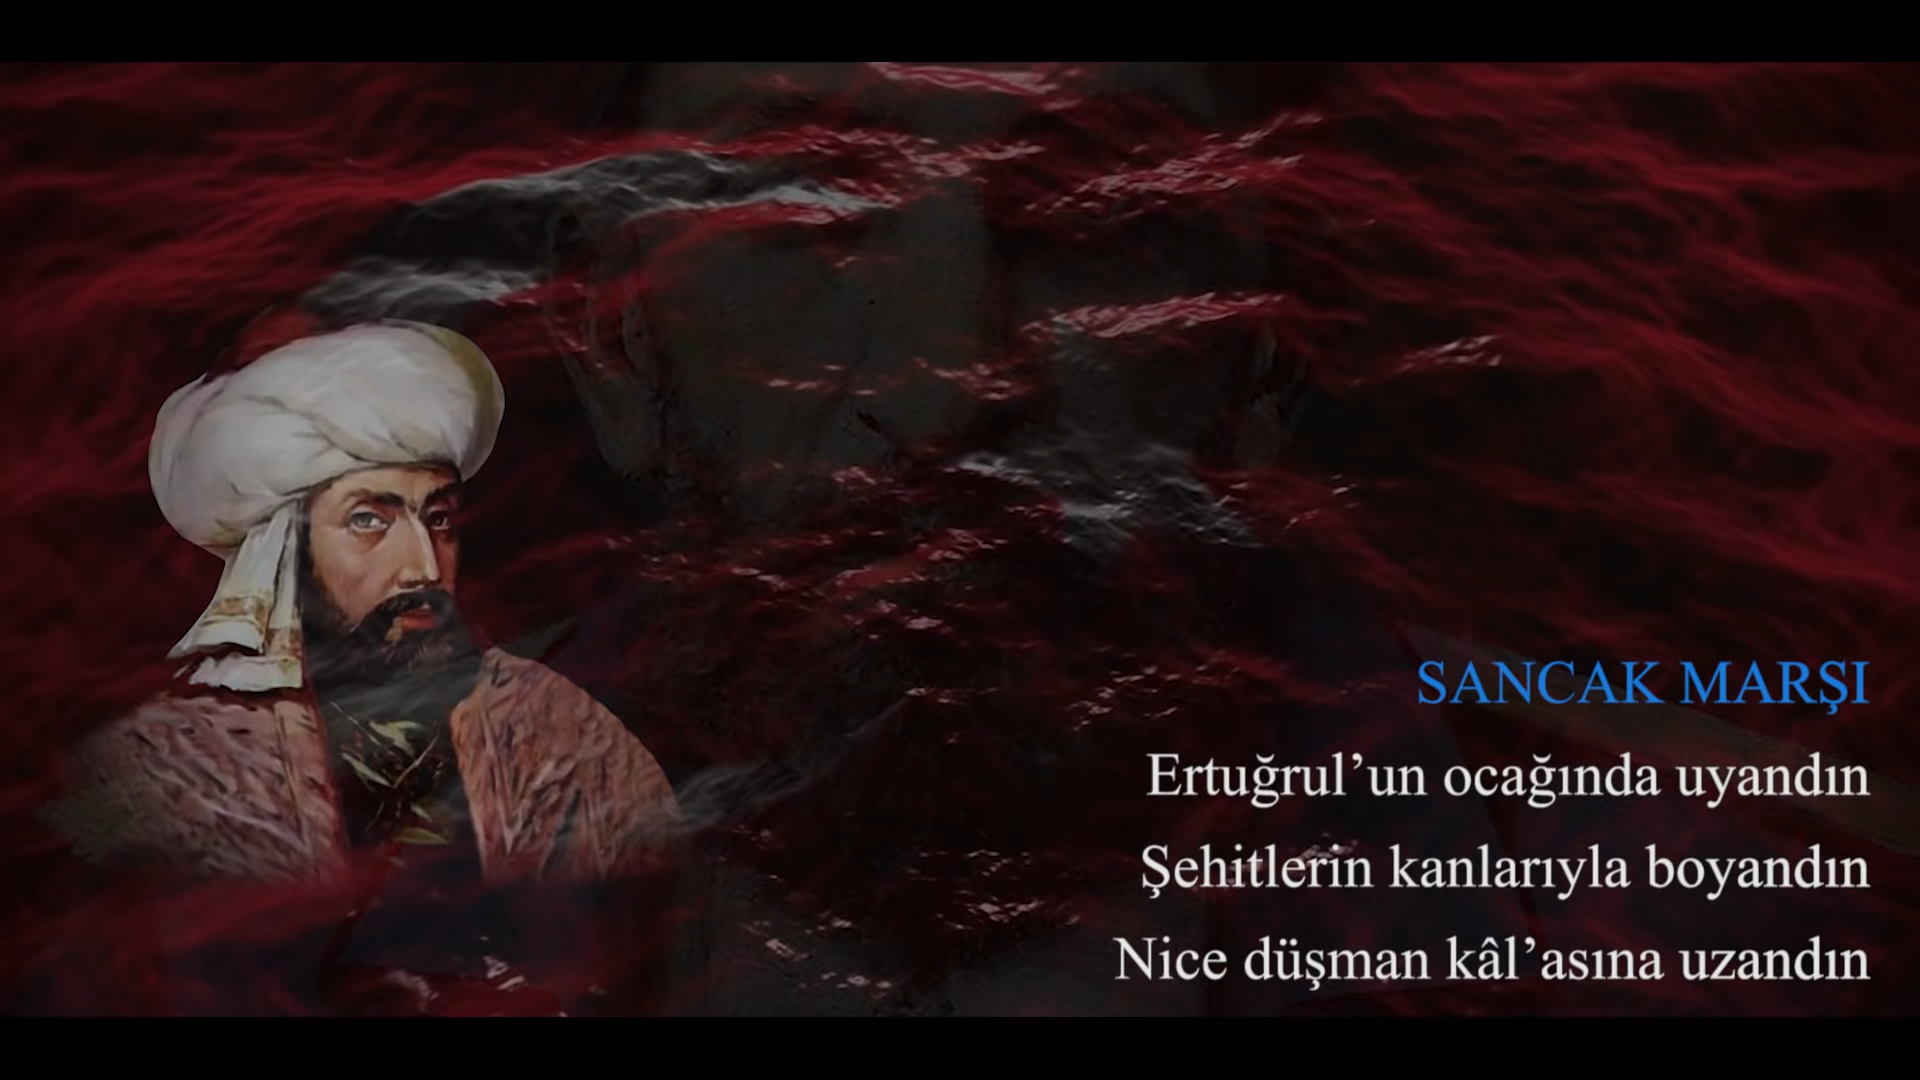 SANCAK MARŞI
Ertuğrul’un ocağında uyandın
Şehitlerin kanlarıyla boyandın
Nice düşman kâl’asına uzandın